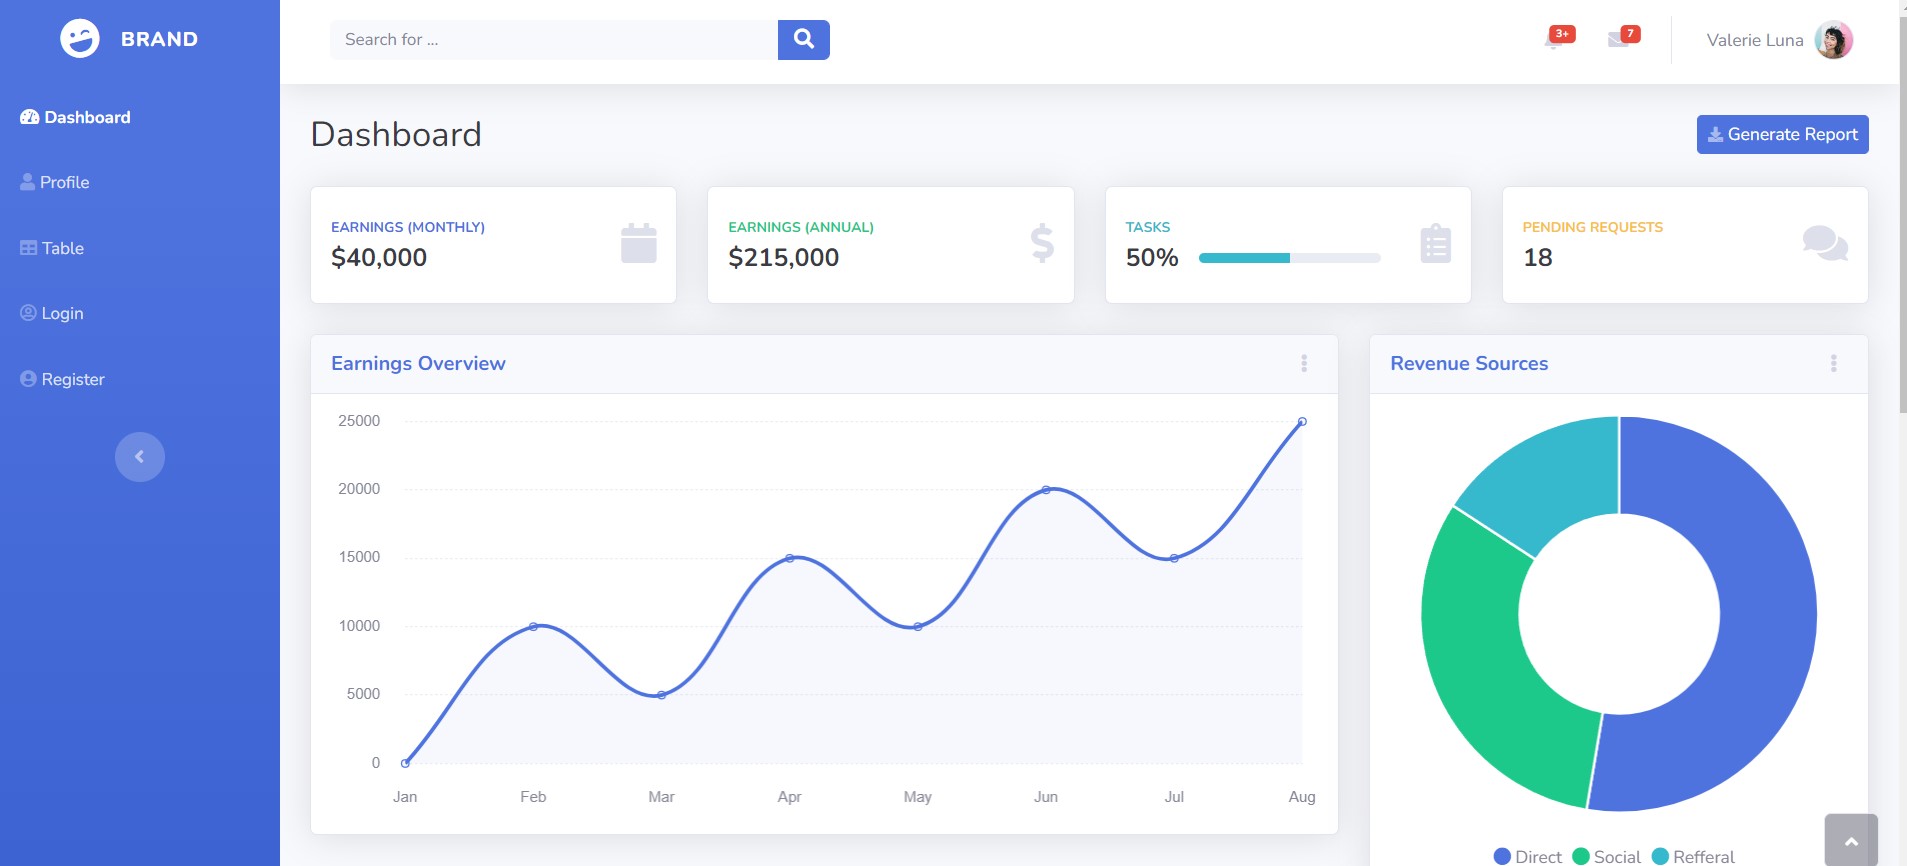 BRAND
Dashboard
Profile
Table
Login
Register
Search for ...
3+
7
Valerie Luna
Dashboard
Generate Report
EARNINGS (MONTHLY)
$40,000
EARNINGS (ANNUAL)
$215,000
TASKS
50%
PENDING REQUESTS
18
Earnings Overview
25000
20000
15000
10000
5000
0
Jan Feb Mar Apr May Jun Jul Aug
Revenue Sources
Direct Social Refferal